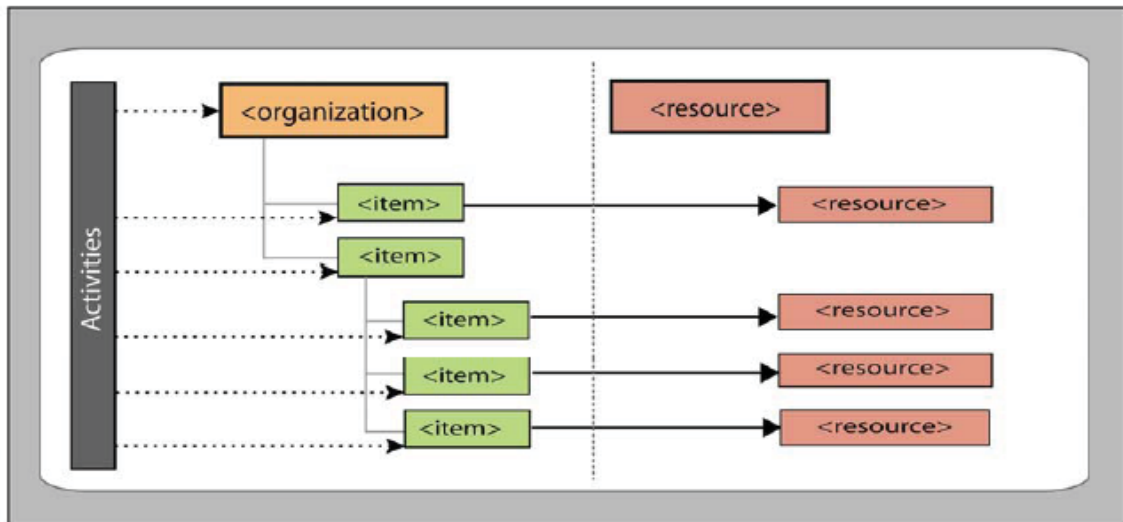 Activities
<organization>
<resource>
<item>
<resource>
<item>
<item>
<resource>
<item>
<resource>
<item>
<resource>